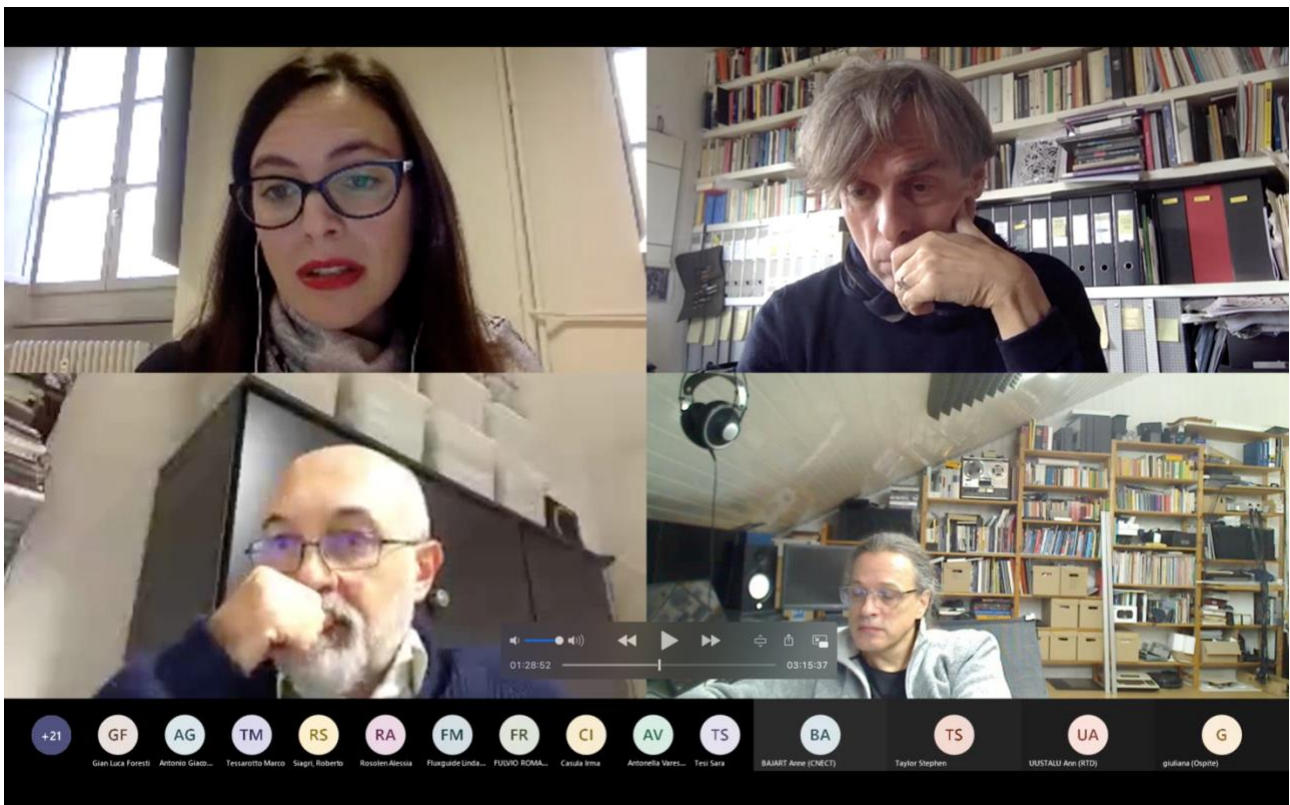 01:28:52
03:15:37
+21
GF
AG
TM
RS
RA
FM
FR
CI
AV
TS
BA
TS
UA
G
Gian Luca Foresti
Antonio Giaco...
Tessarotto Marco
Siagri, Roberto
Rosolen Alessia
Fluxguide Linda...
FULVIO ROMA...
Casula Irma
Antonella Vares...
Tesi Sara
BAJART Anne (CNECT)
Taylor Stephen
UUSTALU Ann (RTD)
giuliana (Ospite)